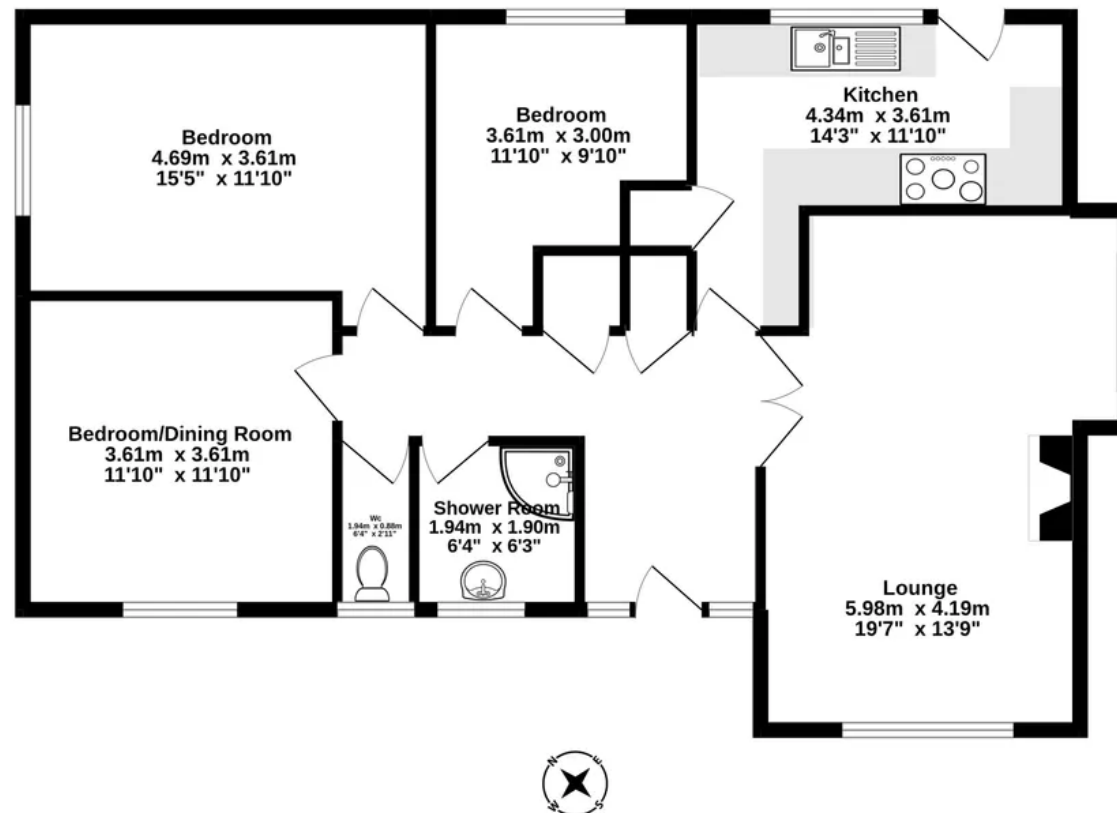 Bedroom
4.69m x 3.61m
15'5" x 11'10"
Bedroom
3.61m x 3.00m
11'10" x 9'10"
Kitchen
4.34m x 3.61m
14'3" x 11'10"
Bedroom/Dining Room
3.61m x 3.61m
11'10" x 11'10"
Wc
1.94m x 0.88m
6'4" x 2'11"
Shower Room
1.94m x 1.90m
6'4" x 6'3"
Lounge
5.98m x 4.19m
19'7" x 13'9"
N
E
W
S